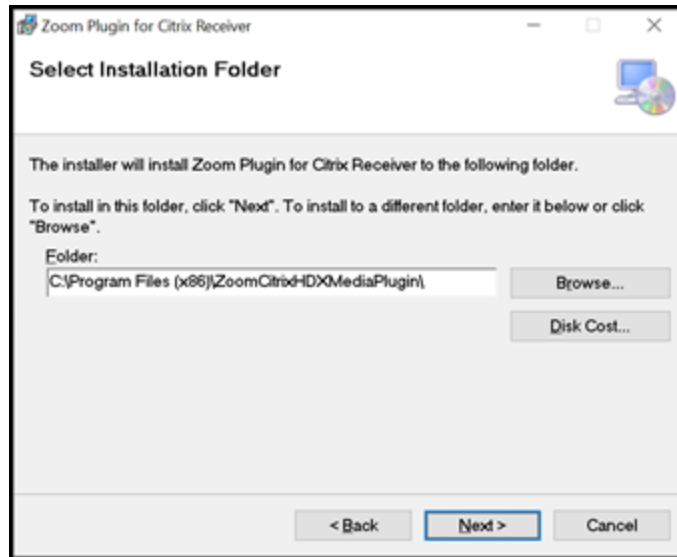 Zoom Plugin for Citrix Receiver
Select Installation Folder
The installer will install Zoom Plugin for Citrix Receiver to the following folder.
To install in this folder, click "Next". To install to a different folder, enter it below or click
"Browse".
Folder:
C:\Program Files (x86)\ZoomCitrixHDXMediaPlugin\
Browse...
Disk Cost...
< Back
Next >
Cancel